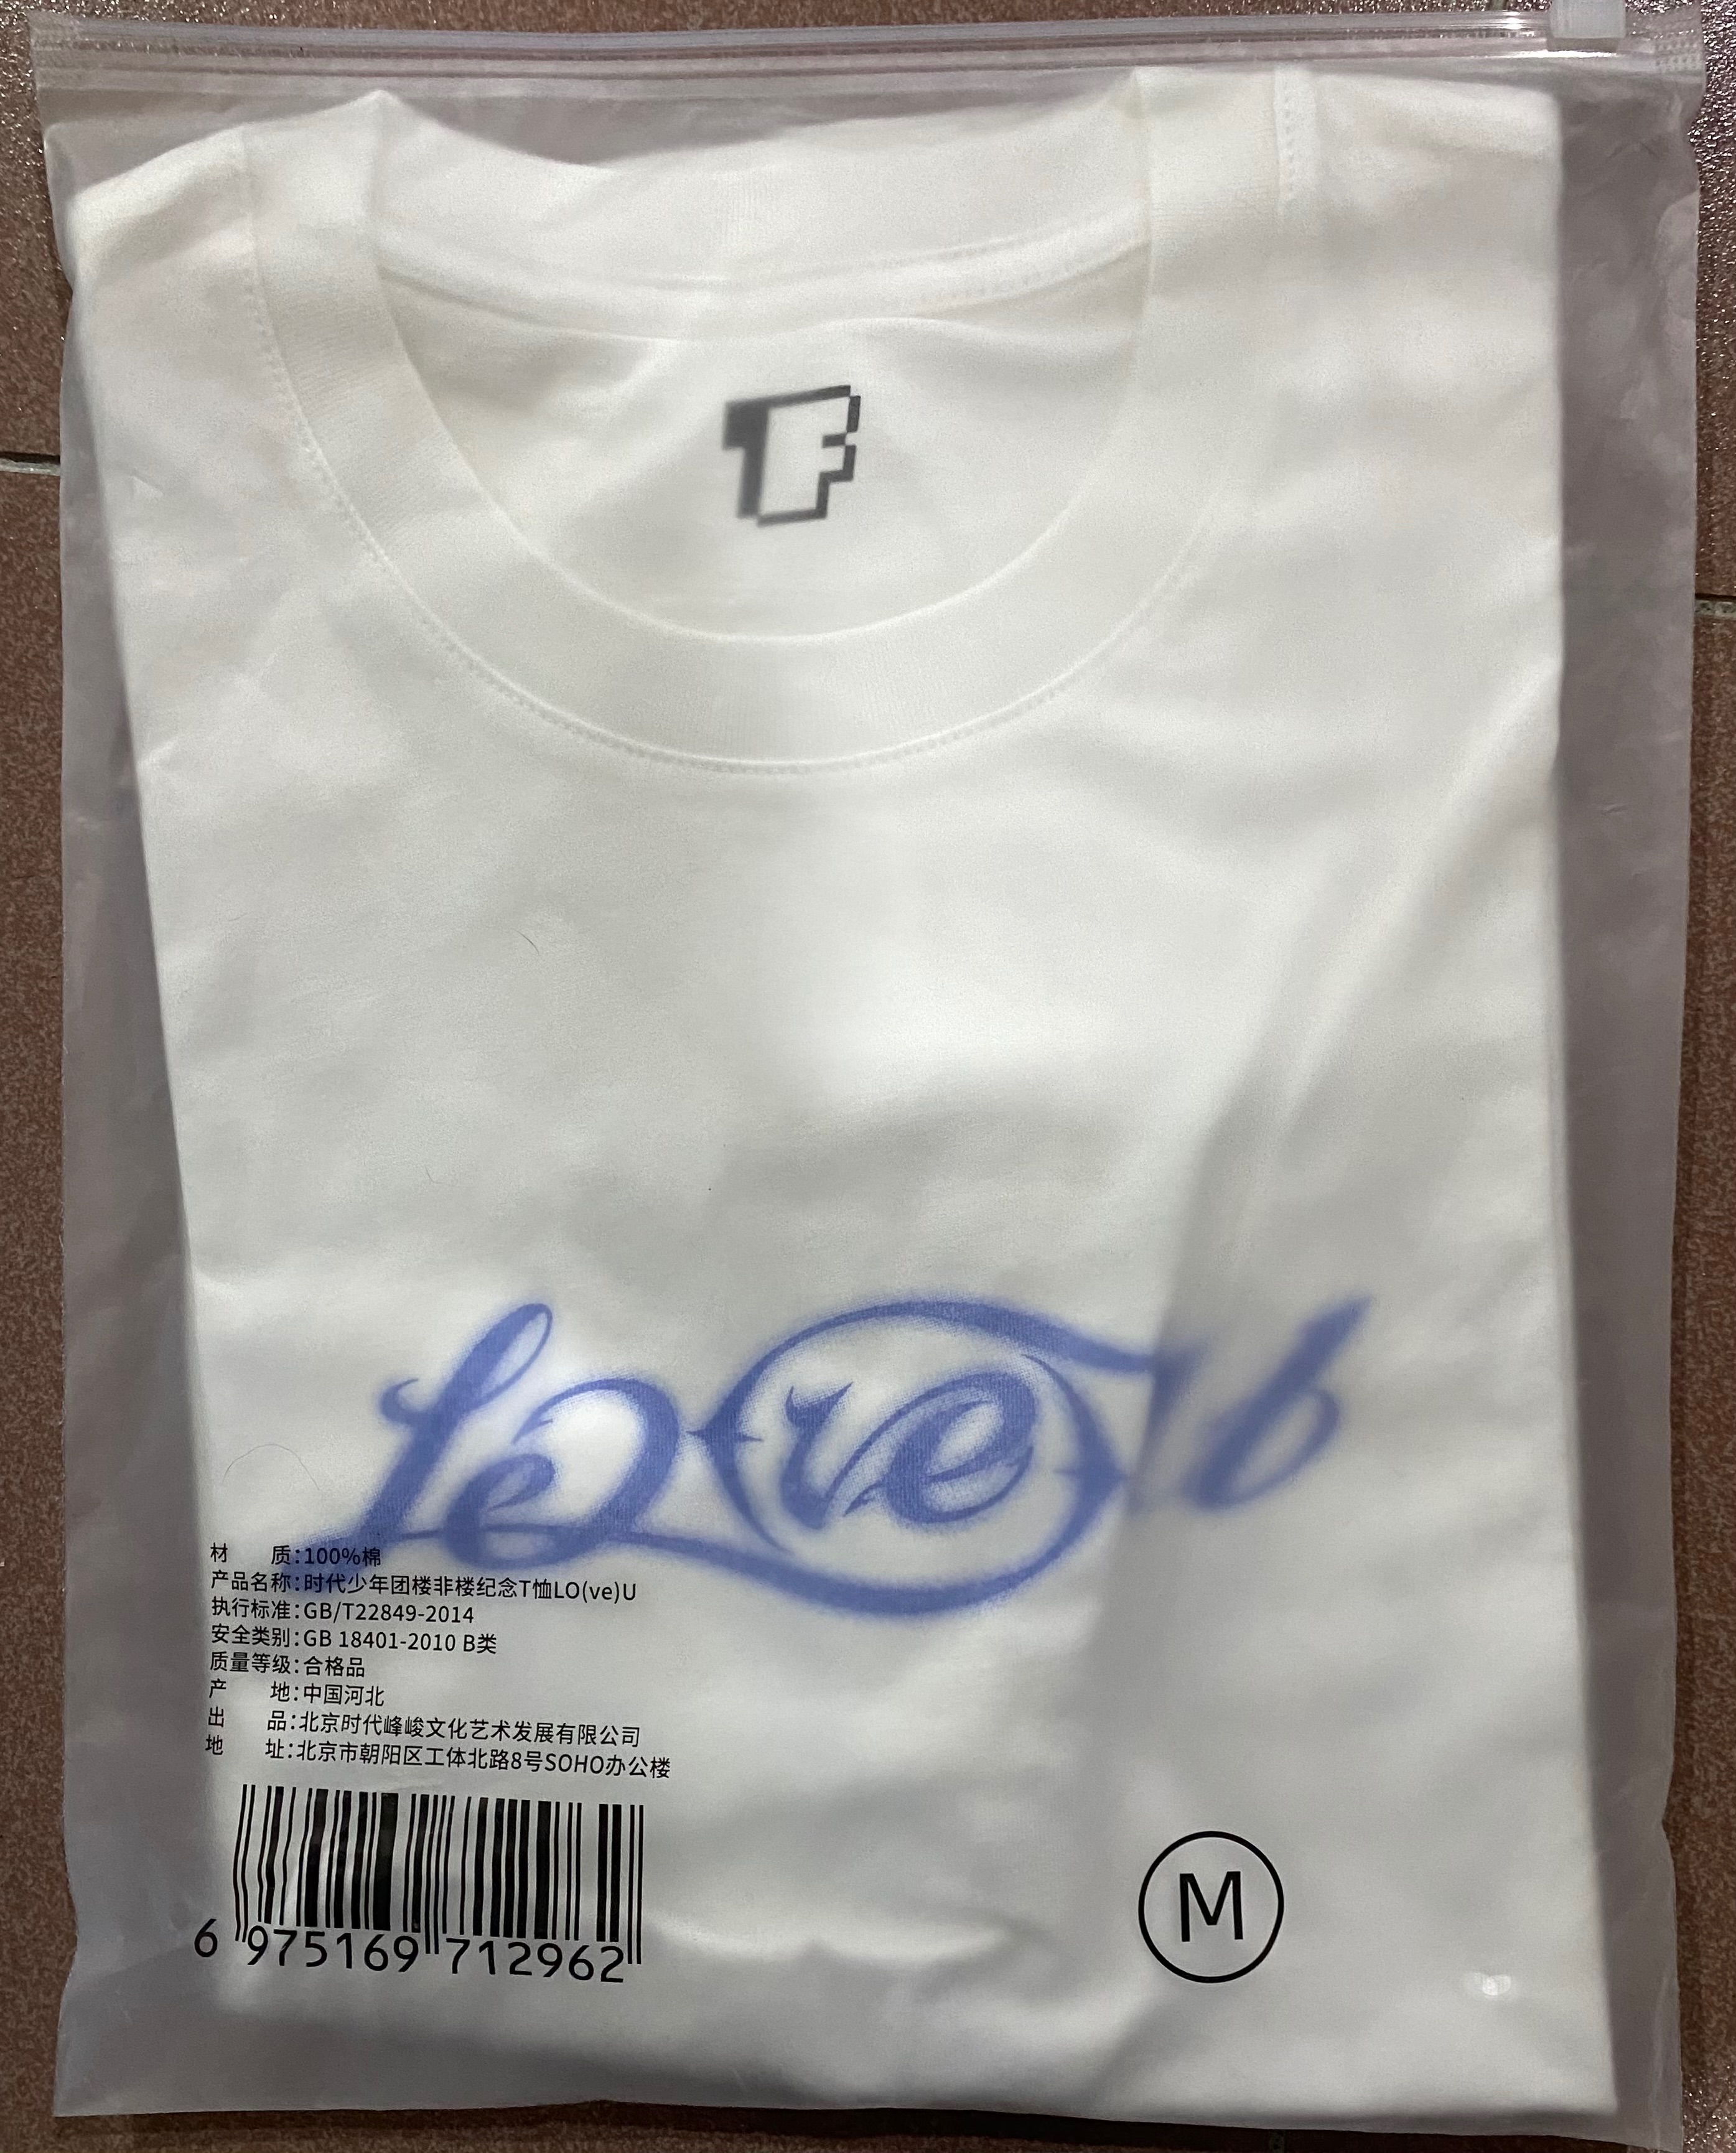 TF
Lo(ve)U
材 质：100%棉
产品名称：时代少年团楼非楼纪念T恤LO(ve)U
执行标准：GB/T22849-2014
安全类别：GB 18401-2010 B类
质量等级：合格品
产 地：中国河北
出 品：北京时代峰峻文化艺术发展有限公司
地 址：北京市朝阳区工体北路8号SOHO办公楼
6 975169 712962
M